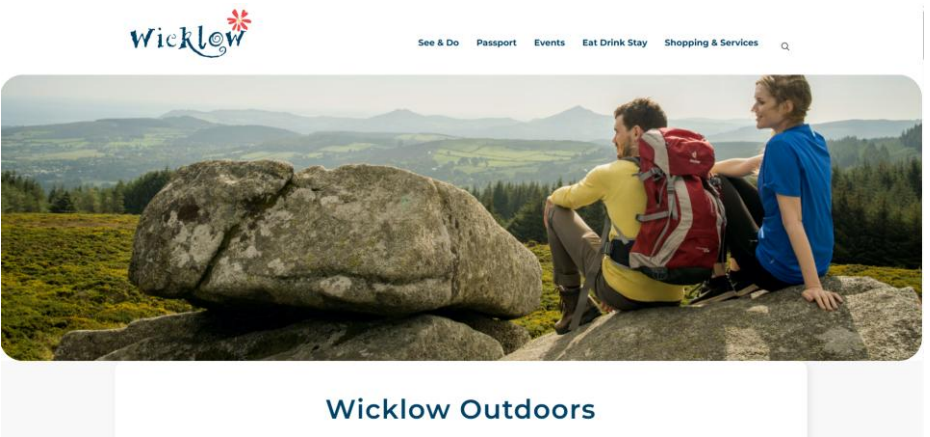 Wicklow
See & Do Passport Events Eat Drink Stay Shopping & Services
Wicklow Outdoors